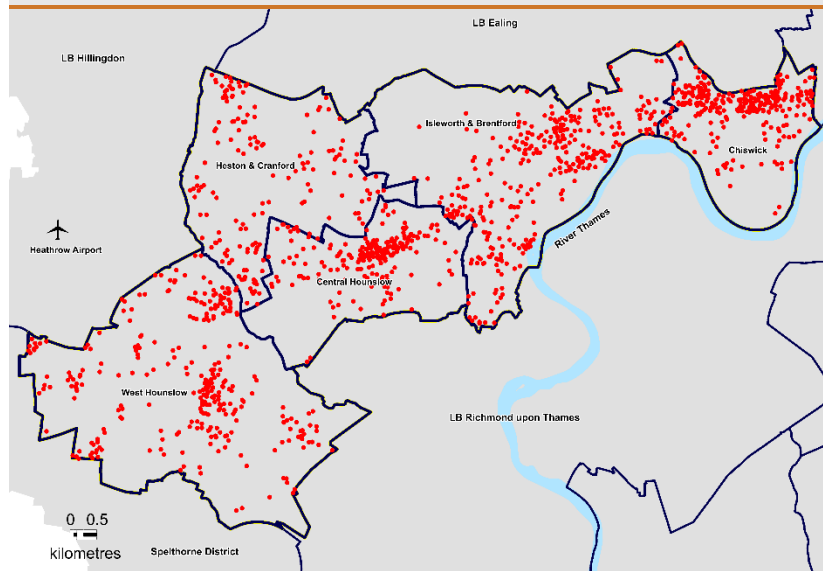 LB Ealing
LB Hillingdon
Isleworth & Brentford
Chiswick
Heston & Cranford
Heathrow Airport
River Thames
Central Hounslow
West Hounslow
LB Richmond upon Thames
0 0.5
kilometres
Spelthorne District